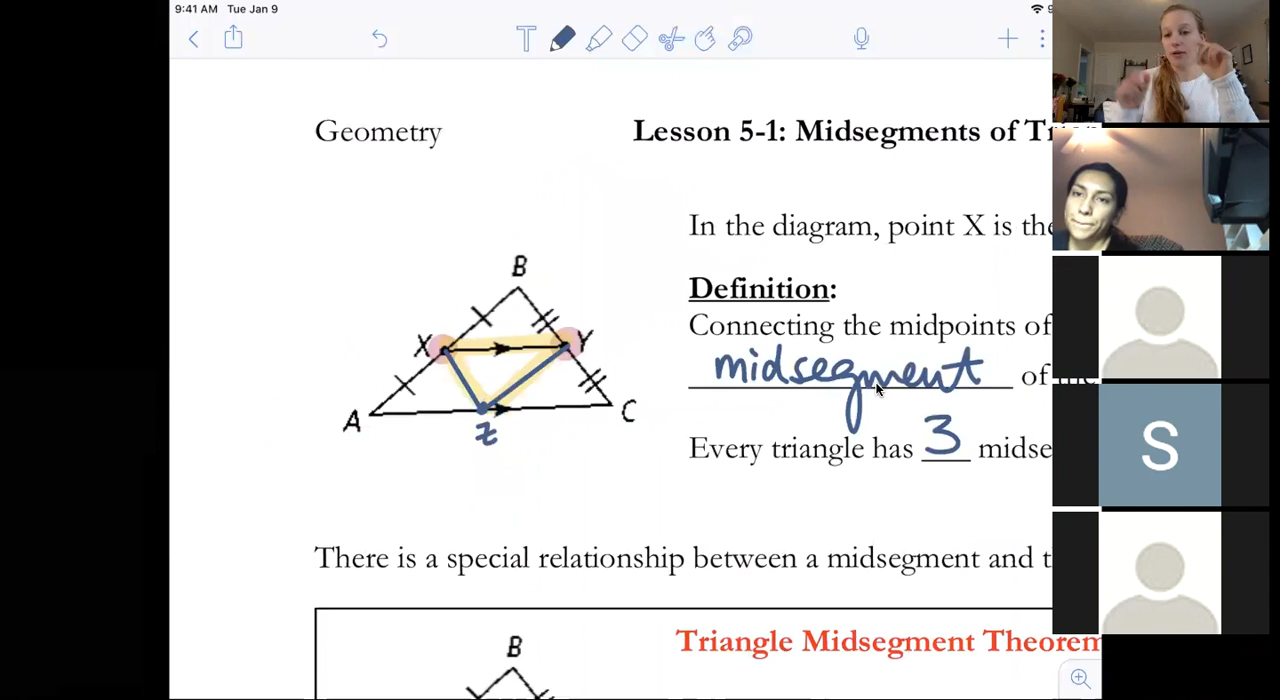 9:41 AM Tue Jan 9
Geometry
Lesson 5-1: Midsegments of
In the diagram, point X is the
Definition:
Connecting the midpoints of
midsegment of the
Every triangle has 3
There is a special relationship between a midsegment and
Triangle Midsegment Theorem
B
X Y
A C
Z
B
S